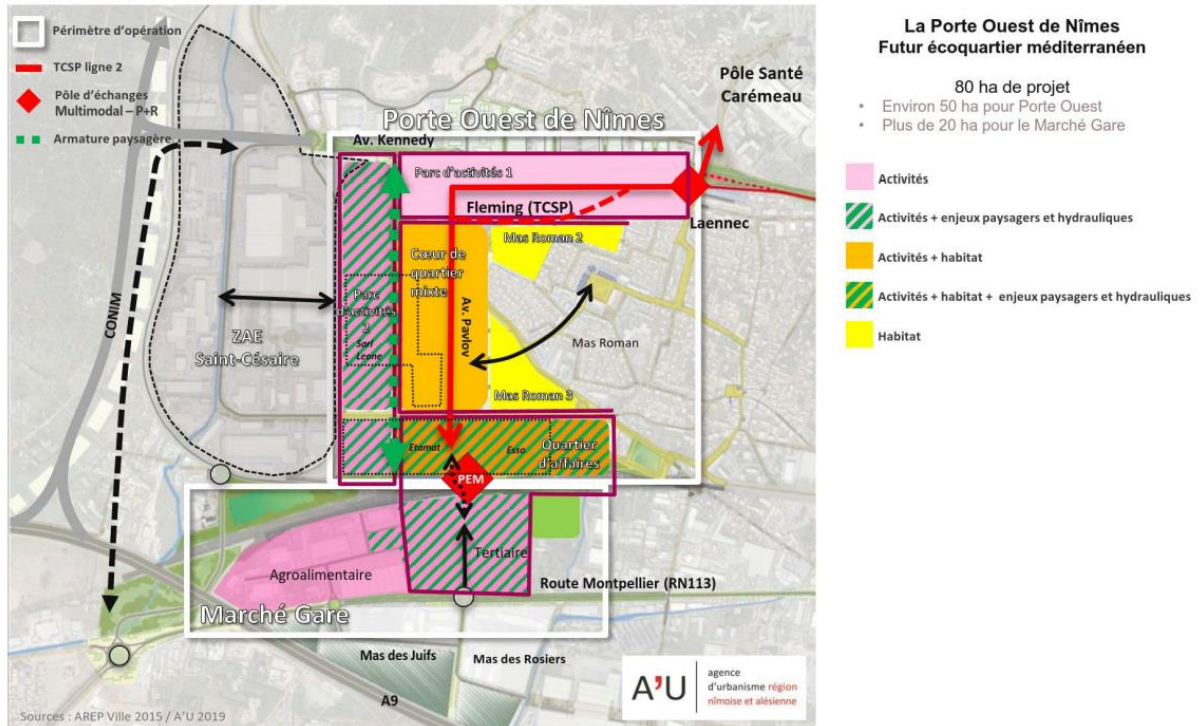 Périmètre d'opération
TCSP ligne 2
Pôle d'échanges
Multimodal – P+R
Armature paysagère
La Porte Ouest de Nîmes
Futur écoquartier méditerranéen
80 ha de projet
• Environ 50 ha pour Porte Ouest
• Plus de 20 ha pour le Marché Gare
Activités
Activités + enjeux paysagers et hydrauliques
Activités + habitat
Activités + habitat + enjeux paysagers et hydrauliques
Habitat
Pôle Santé
Carémeau
Porte Ouest de Nîmes
Av. Kennedy
Parc d'activités 1
Fleming (TCSP)
Laennec
Mas Roman 2
Cœur de
quartier
mixte
Av. Pavlov
Parc
d'activités
2
Sarl
Leone
Mas Roman
CONIM
ZAE
Saint-Césaire
Mas Roman 3
Etamat
Esso
Quartier
d'affaires
PEM
Tertiaire
Agroalimentaire
Route Montpellier (RN113)
Marché Gare
Mas des Juifs
Mas des Rosiers
A9
A'U
agence
d'urbanisme région
nîmoise et alésienne
Sources : AREP Ville 2015 / A'U 2019